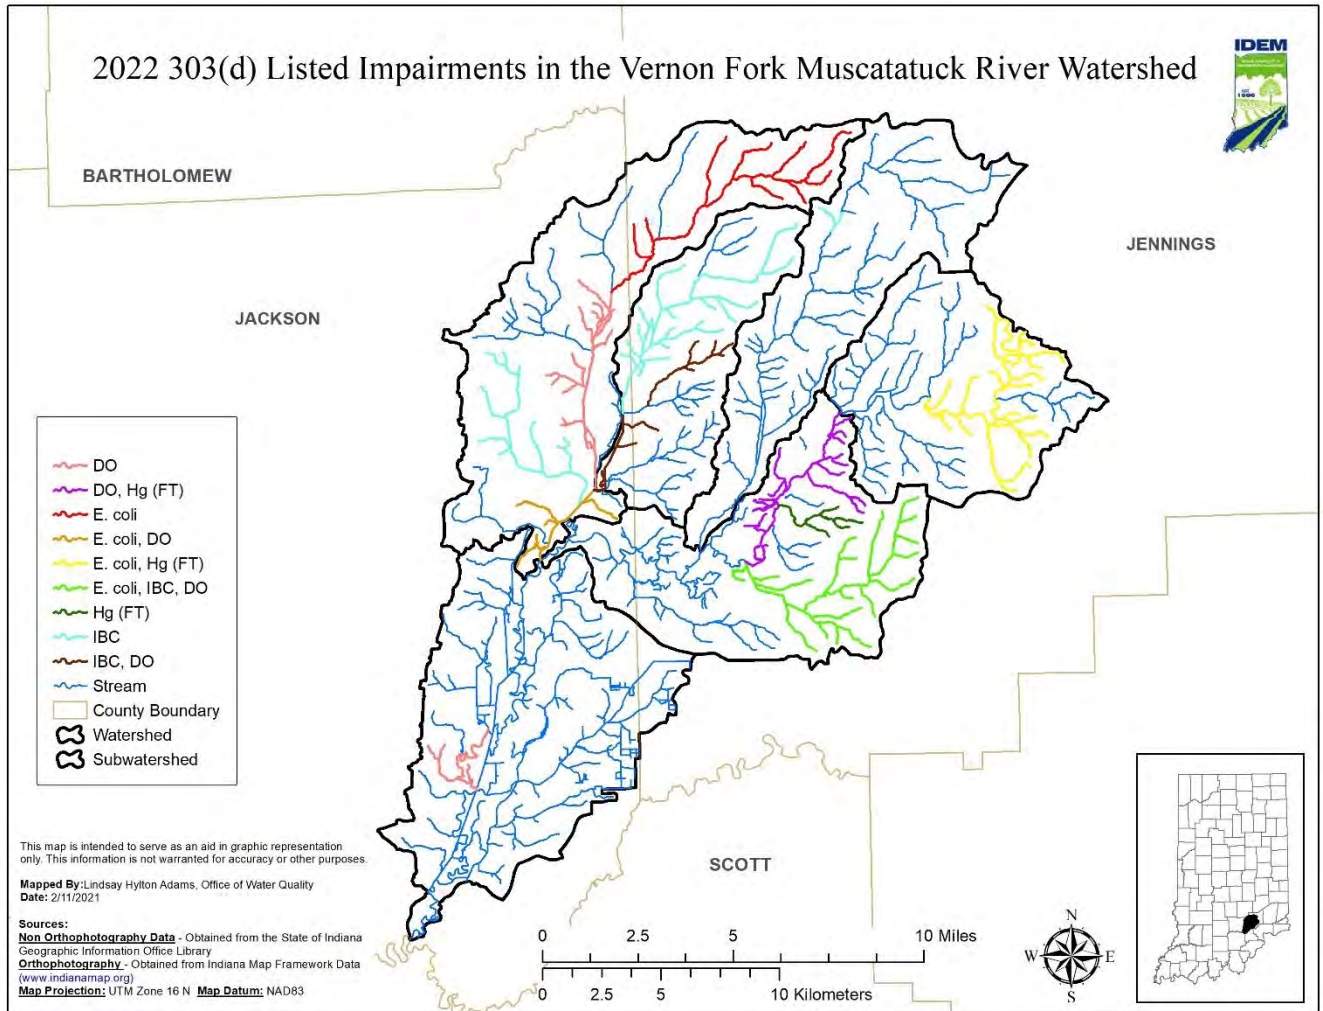 2022 303(d) Listed Impairments in the Vernon Fork Muscatatuck River Watershed
IDEM
BARTHOLOMEW
JENNINGS
JACKSON
DO
DO, Hg (FT)
E. coli
E. coli, DO
E. coli, Hg (FT)
E. coli, IBC, DO
Hg (FT)
IBC
IBC, DO
Stream
County Boundary
Watershed
Subwatershed
SCOTT
This map is intended to serve as an aid in graphic representation
only. This information is not warranted for accuracy or other purposes.
Mapped By:Lindsay Hylton Adams, Office of Water Quality
Date: 2/11/2021
Sources:
Non Orthophotography Data - Obtained from the State of Indiana
Geographic Information Office Library
Orthophotography - Obtained from Indiana Map Framework Data
(www.indianamap.org)
Map Projection: UTM Zone 16 N Map Datum: NAD83
0 2.5 5 10 Miles
0 2.5 5 10 Kilometers
N
W E
S